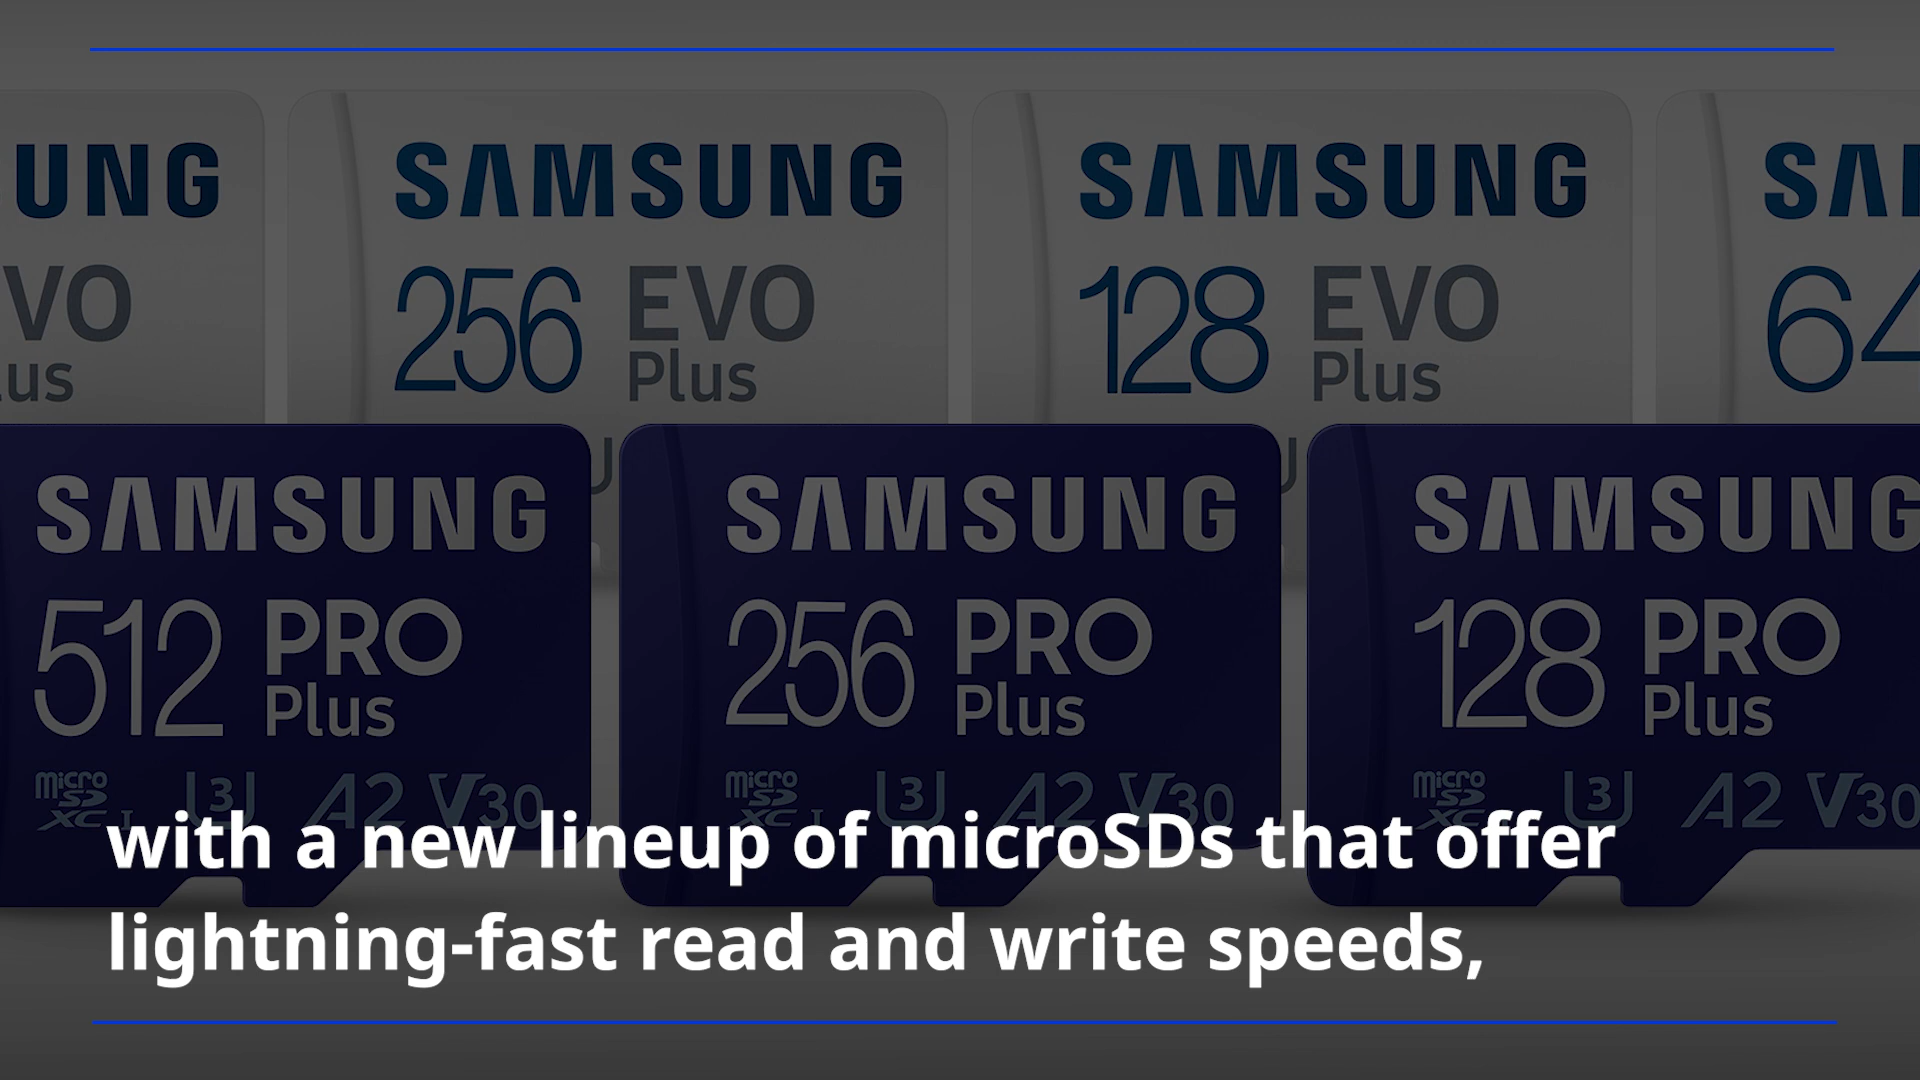 UNG SAMSUNG SAMSUNG
VO 256 EVO 128 EVO 64
us Plus Plus
SAMSUNG SAMSUNG SAMSUNG
512 PRO 256 PRO 128 PRO
Plus Plus Plus
micro SD XC I U3 A2 V30 micro SD XC I U3 A2 V30 micro SD XC U3 A2 V30
with a new lineup of microSDs that offer
lightning-fast read and write speeds,